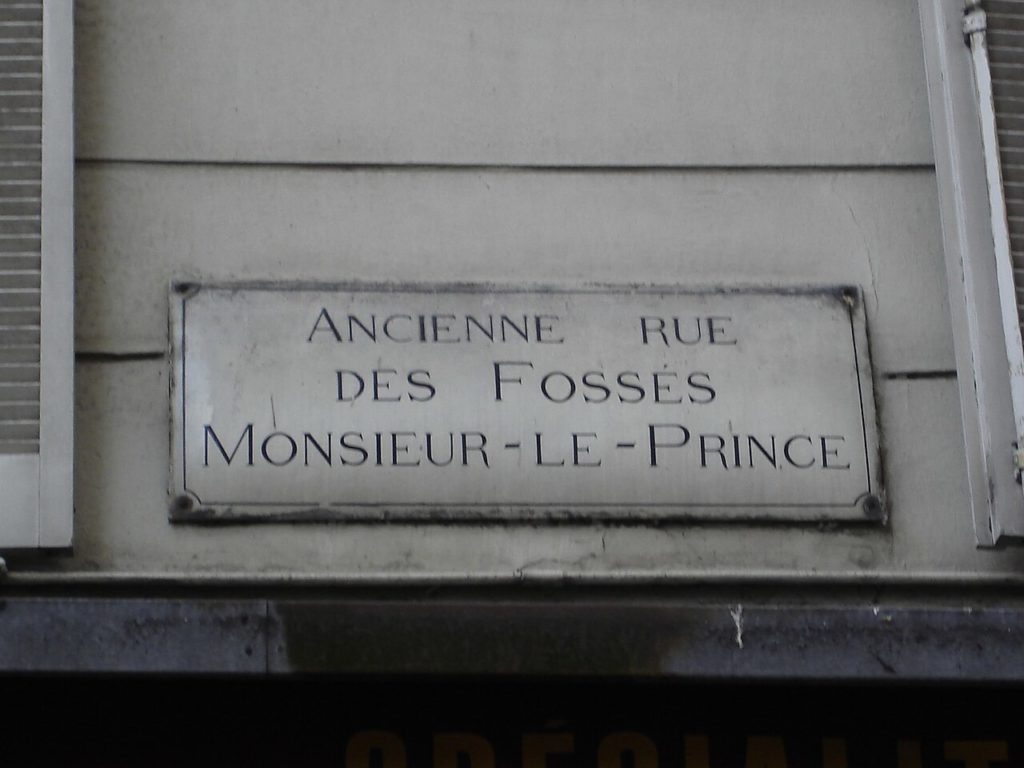 ANCIENNE RUE
DES FOSSÉS
MONSIEUR-LE-PRINCE